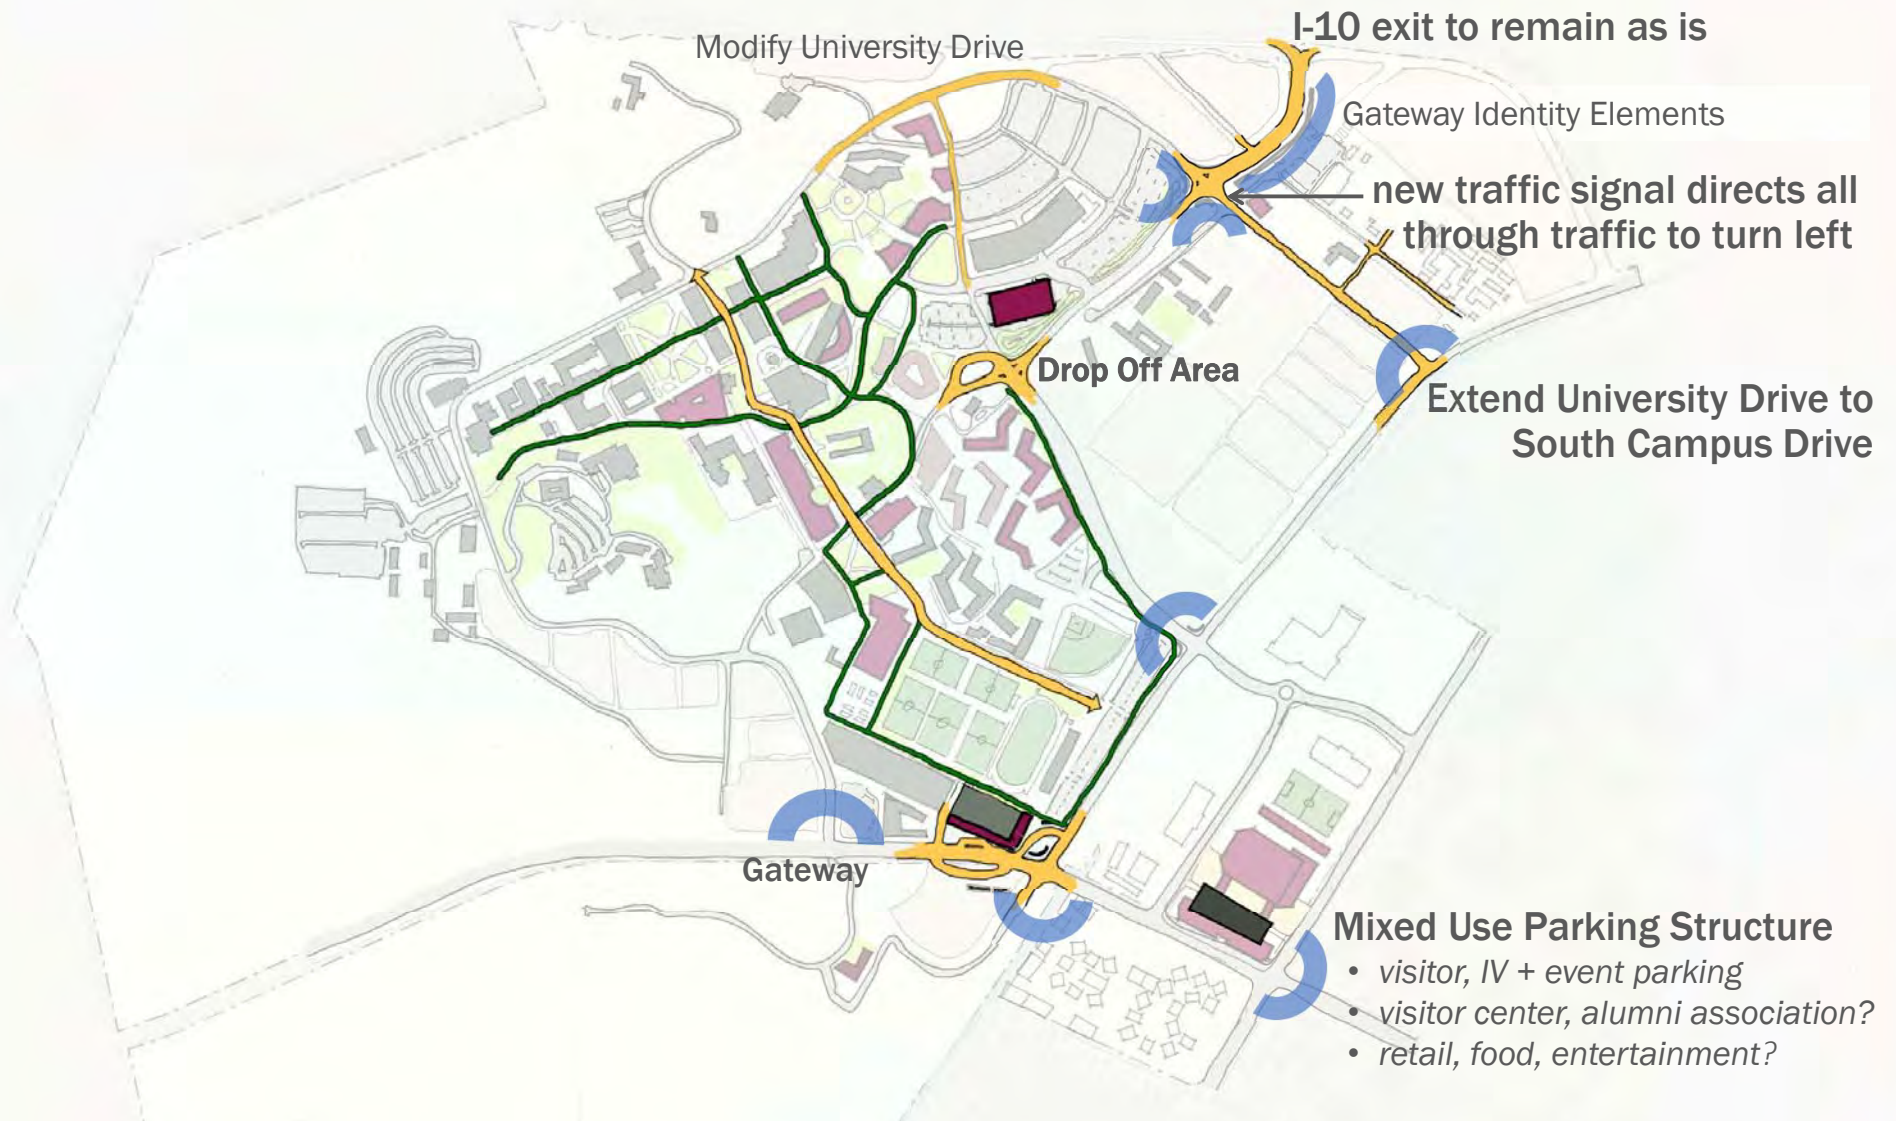 I-10 exit to remain as is
Modify University Drive
Gateway Identity Elements
new traffic signal directs all
through traffic to turn left
Drop Off Area
Extend University Drive to
South Campus Drive
Gateway
Mixed Use Parking Structure
• visitor, IV + event parking
• visitor center, alumni association?
• retail, food, entertainment?